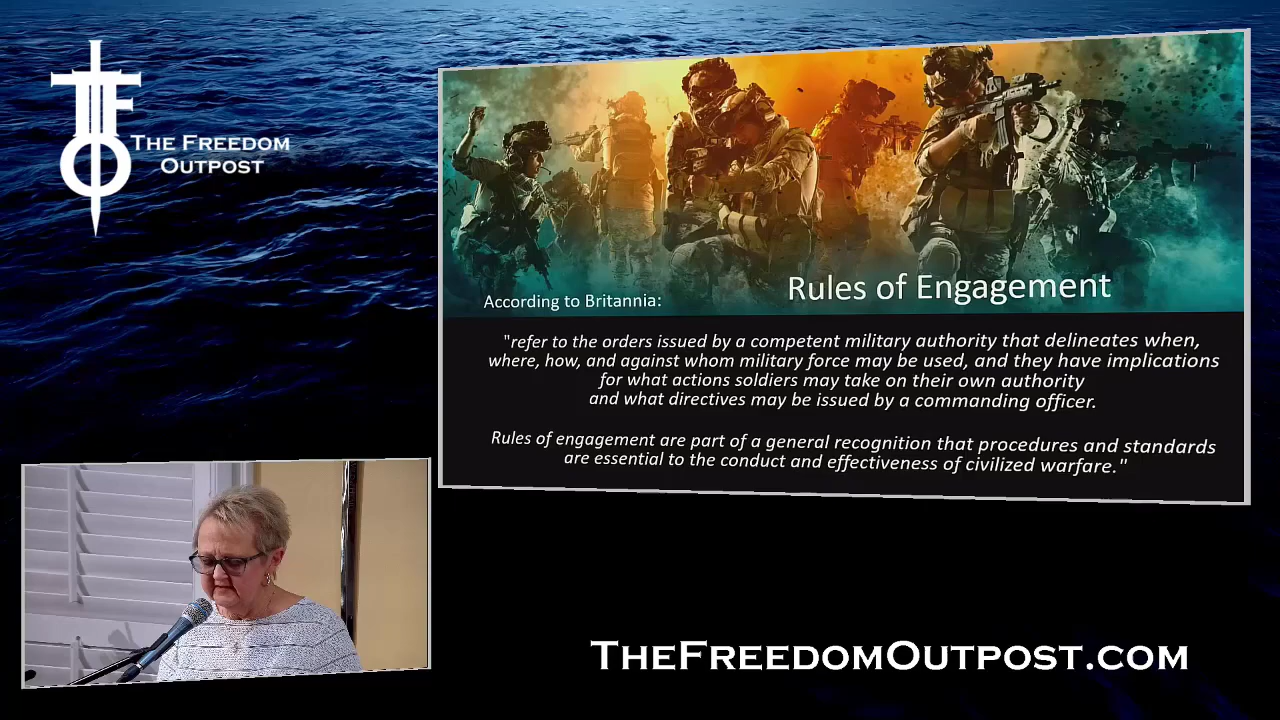 THE FREEDOM
OUTPOST
Rules of Engagement
According to Britannia:
"refer to the orders issued by a competent military authority that delineates when,
where, how, and against whom military force may be used, and they have implications
for what actions soldiers may take on their own authority
and what directives may be issued by a commanding officer.
Rules of engagement are part of a general recognition that procedures and standards
are essential to the conduct and effectiveness of civilized warfare."
THEFREEDOMOUTPOST.COM